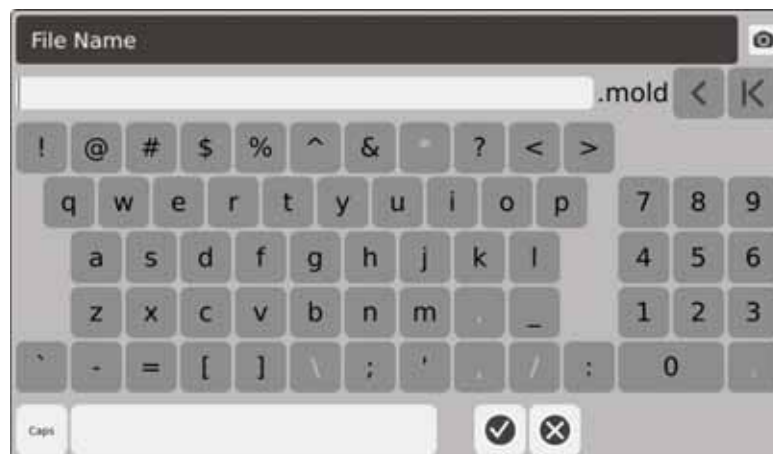 File Name
.mold < K
! @ # $ % ^ & * ? < >
q w e r t y u i o p 7 8 9
a s d f g h j k l 4 5 6
z x c v b n m . _ 1 2 3
` - = [ ] \ ; ' , / : 0 .
Caps